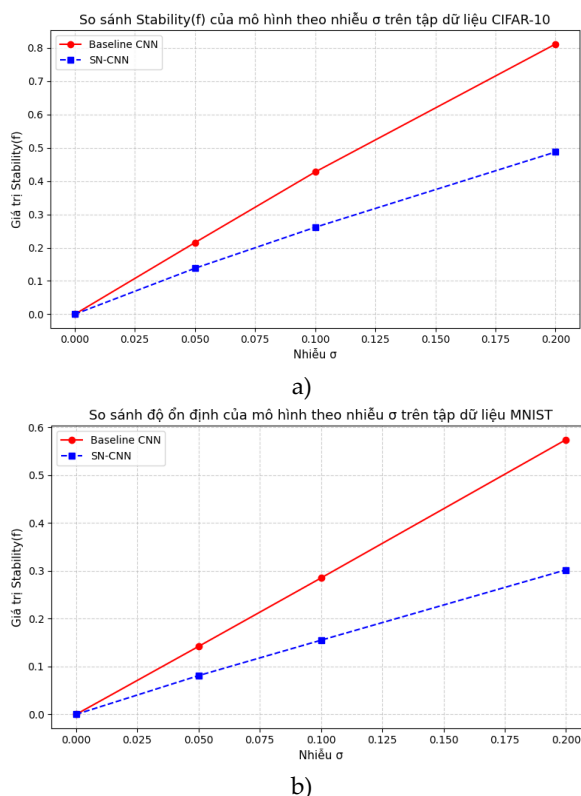 So sánh Stability(f) của mô hình theo nhiễu σ trên tập dữ liệu CIFAR-10
Baseline CNN
SN-CNN
Giá trị Stability(f)
0.8
0.7
0.6
0.5
0.4
0.3
0.2
0.1
0.0
0.000 0.025 0.050 0.075 0.100 0.125 0.150 0.175 0.200
Nhiễu σ
a)
So sánh độ ổn định của mô hình theo nhiễu σ trên tập dữ liệu MNIST
Baseline CNN
SN-CNN
Giá trị Stability(f)
0.6
0.5
0.4
0.3
0.2
0.1
0.0
0.000 0.025 0.050 0.075 0.100 0.125 0.150 0.175 0.200
Nhiễu σ
b)